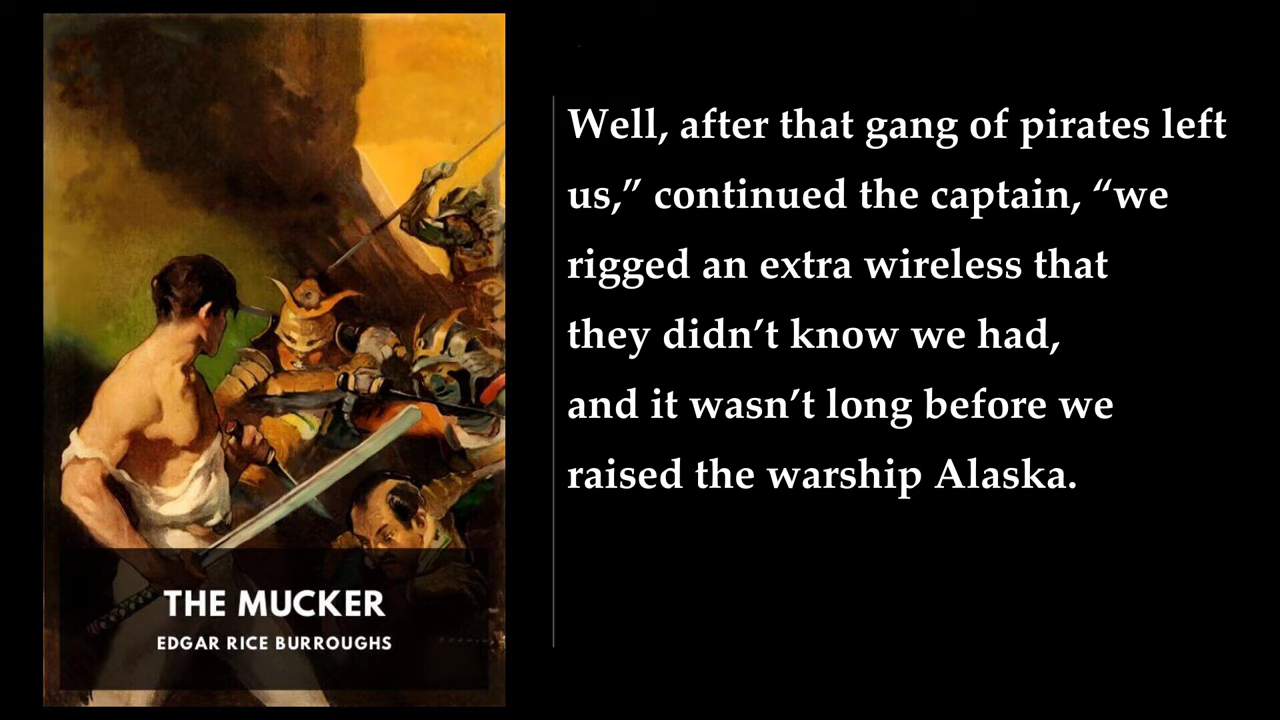 THE MUCKER
EDGAR RICE BURROUGHS
Well, after that gang of pirates left
us,” continued the captain, “we
rigged an extra wireless that
they didn’t know we had,
and it wasn’t long before we
raised the warship Alaska.